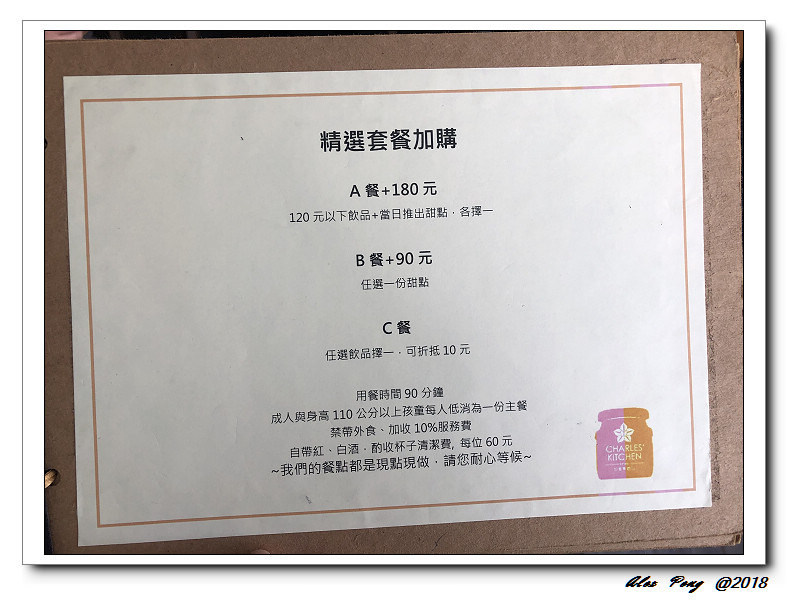 精選套餐加購
A 餐+180 元
120 元以下飲品+當日推出甜點，各擇一
B 餐+90 元
任選一份甜點
C 餐
任選飲品擇一，可折抵 10 元
用餐時間 90 分鐘
成人與身高 110 公分以上孩童每人低消為一份主餐
禁帶外食、加收 10%服務費
自帶紅、白酒，酌收杯子清潔費, 每位 60 元
~我們的餐點都是現點現做，請您耐心等候~
CHARLES'
KITCHEN
Alex Peng @2018